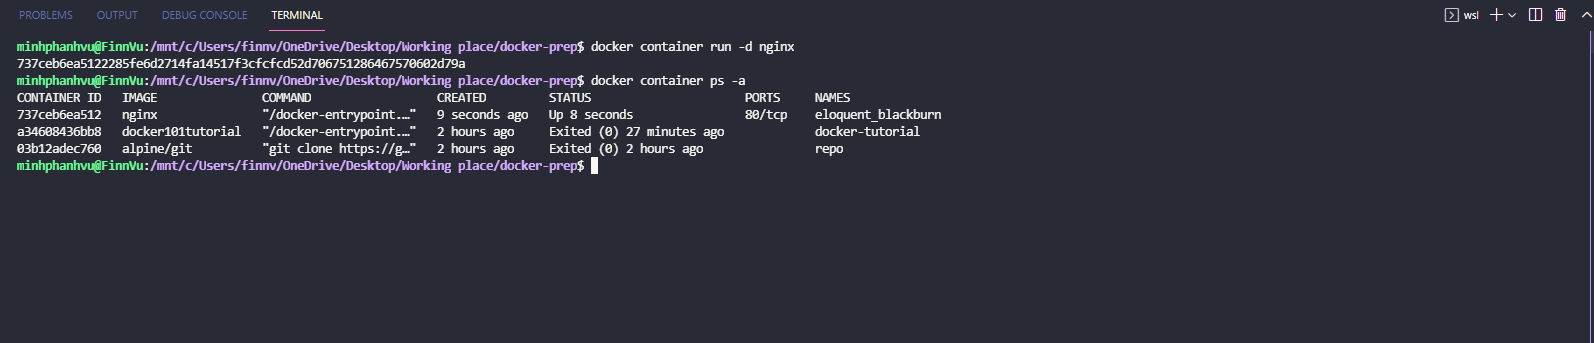 PROBLEMS OUTPUT DEBUG CONSOLE TERMINAL wsl
minhphanhvu@FinnVu:/mnt/c/Users/finnv/OneDrive/Desktop/Working place/docker-prep$ docker container run -d nginx
737ceb6ea5122285fe6d2714fa14517f3cfcfcd52d706751286467570602d79a
minhphanhvu@FinnVu:/mnt/c/Users/finnv/OneDrive/Desktop/Working place/docker-prep$ docker container ps -a
CONTAINER ID IMAGE COMMAND CREATED STATUS PORTS NAMES
737ceb6ea512 nginx "/docker-entrypoint.…" 9 seconds ago Up 8 seconds 80/tcp eloquent_blackburn
a34608436bb8 docker101tutorial "/docker-entrypoint.…" 2 hours ago Exited (0) 27 minutes ago docker-tutorial
03b12adec760 alpine/git "git clone https://g…" 2 hours ago Exited (0) 2 hours ago repo
minhphanhvu@FinnVu:/mnt/c/Users/finnv/OneDrive/Desktop/Working place/docker-prep$